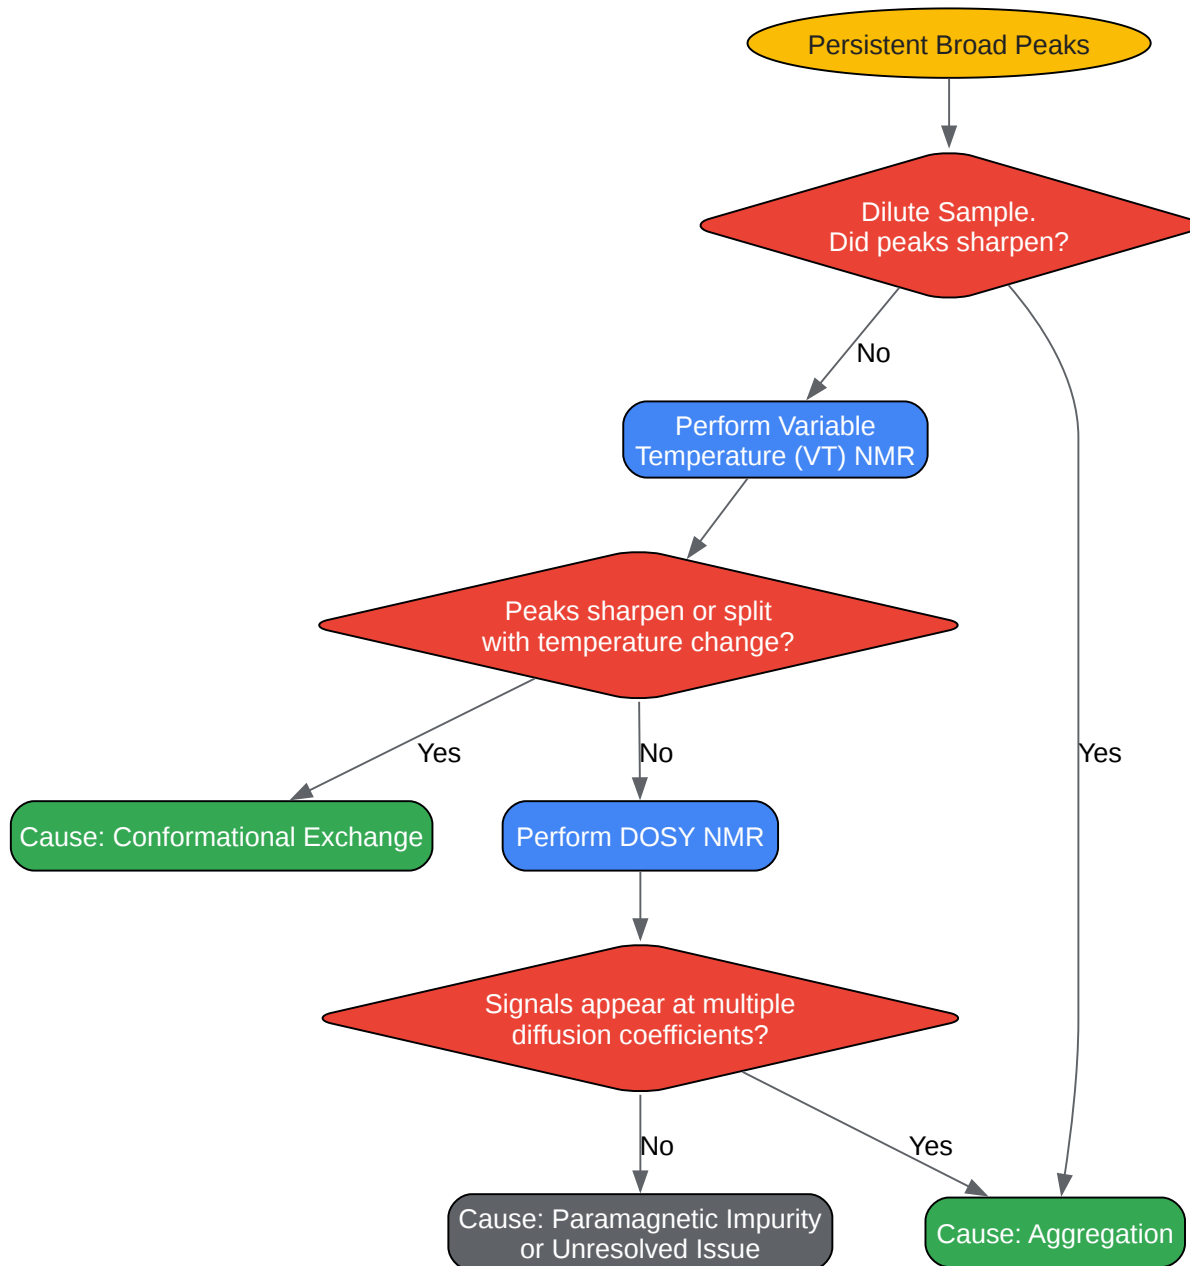 Persistent Broad Peaks
Dilute Sample.
Did peaks sharpen?
No
Perform Variable
Temperature (VT) NMR
Peaks sharpen or split
with temperature change?
Yes
No
Yes
Cause: Conformational Exchange
Perform DOSY NMR
Signals appear at multiple
diffusion coefficients?
No
Yes
Cause: Paramagnetic Impurity
or Unresolved Issue
Cause: Aggregation